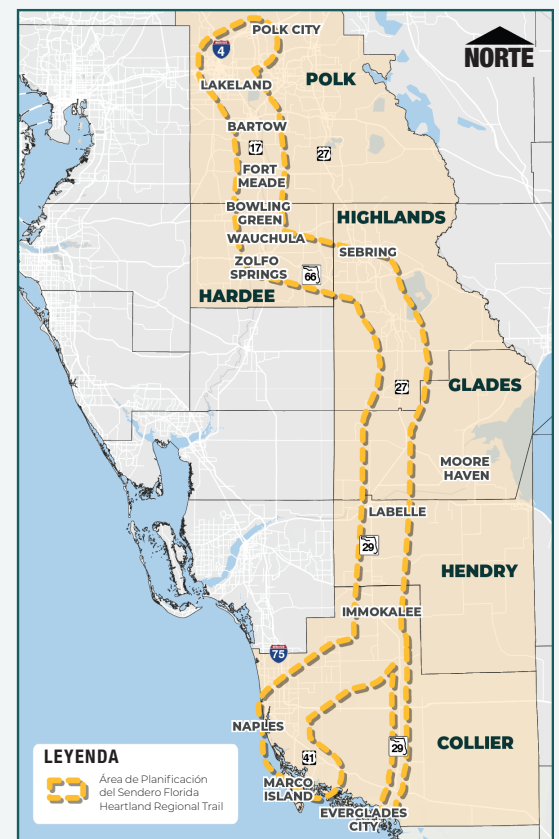 NORTE
POLK CITY
4
POLK
LAKELAND
BARTOW
17
27
FORT
MEADE
BOWLING
GREEN
HIGHLANDS
WAUCHULA
SEBRING
ZOLFO
SPRINGS
66
HARDEE
27
GLADES
MOORE
HAVEN
LABELLE
29
HENDRY
IMMOKALEE
75
NAPLES
29
COLLIER
41
LEYENDA
Área de Planificación
del Sendero Florida
Heartland Regional Trail
MARCO
ISLAND
EVERGLADES
CITY